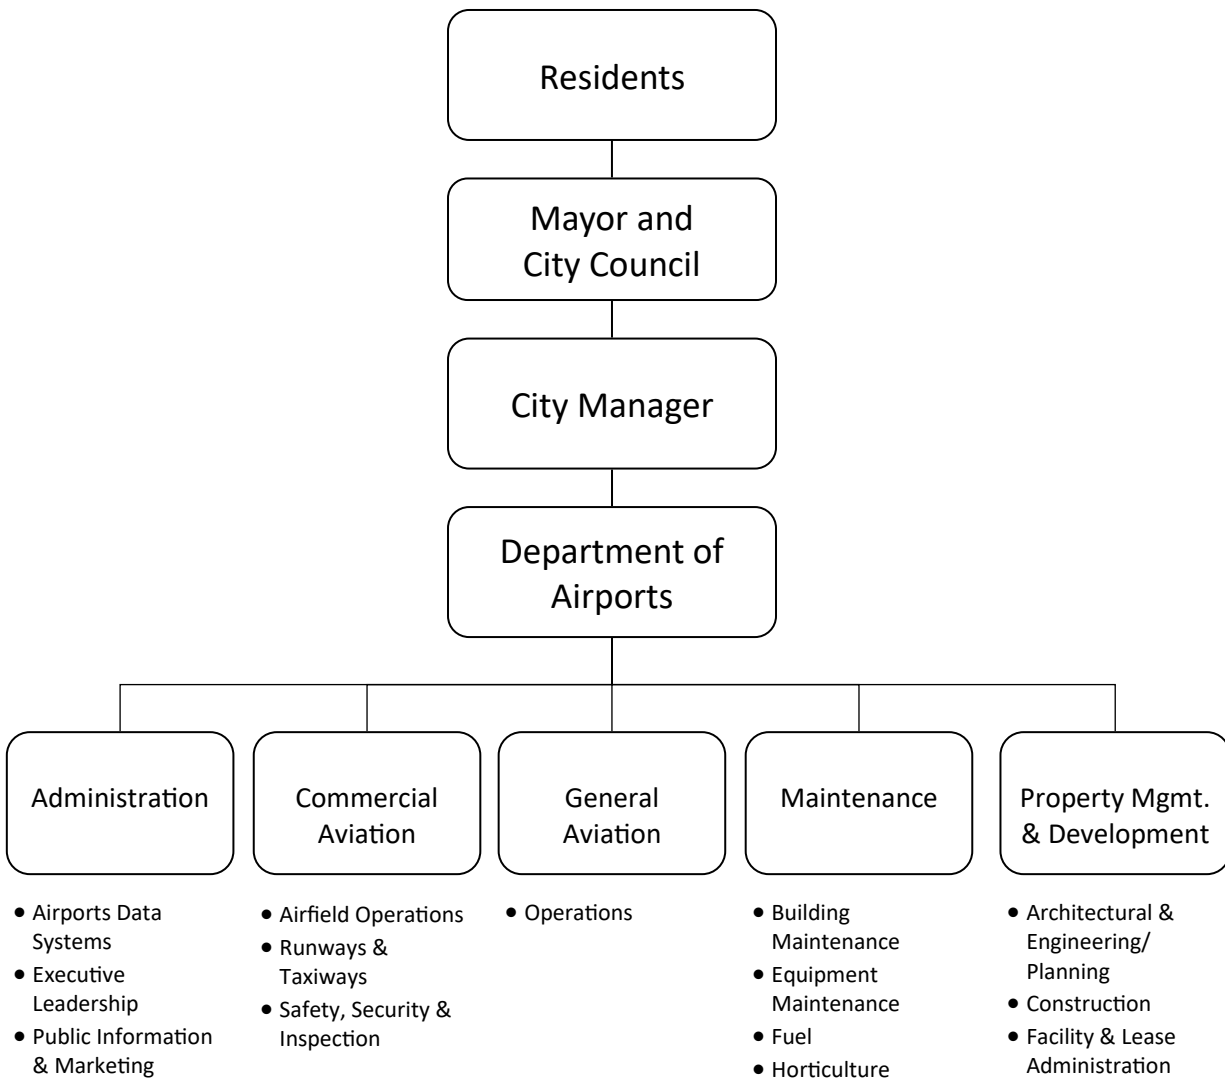 Residents
Mayor and
City Council
City Manager
Department of
Airports
Administration
Commercial
Aviation
General
Aviation
Maintenance
Property Mgmt.
& Development
• Airports Data
Systems
• Executive
Leadership
• Public Information
& Marketing
• Airfield Operations
• Runways &
Taxiways
• Safety, Security &
Inspection
• Operations
• Building
Maintenance
• Equipment
Maintenance
• Fuel
• Horticulture
• Architectural &
Engineering/
Planning
• Construction
• Facility & Lease
Administration